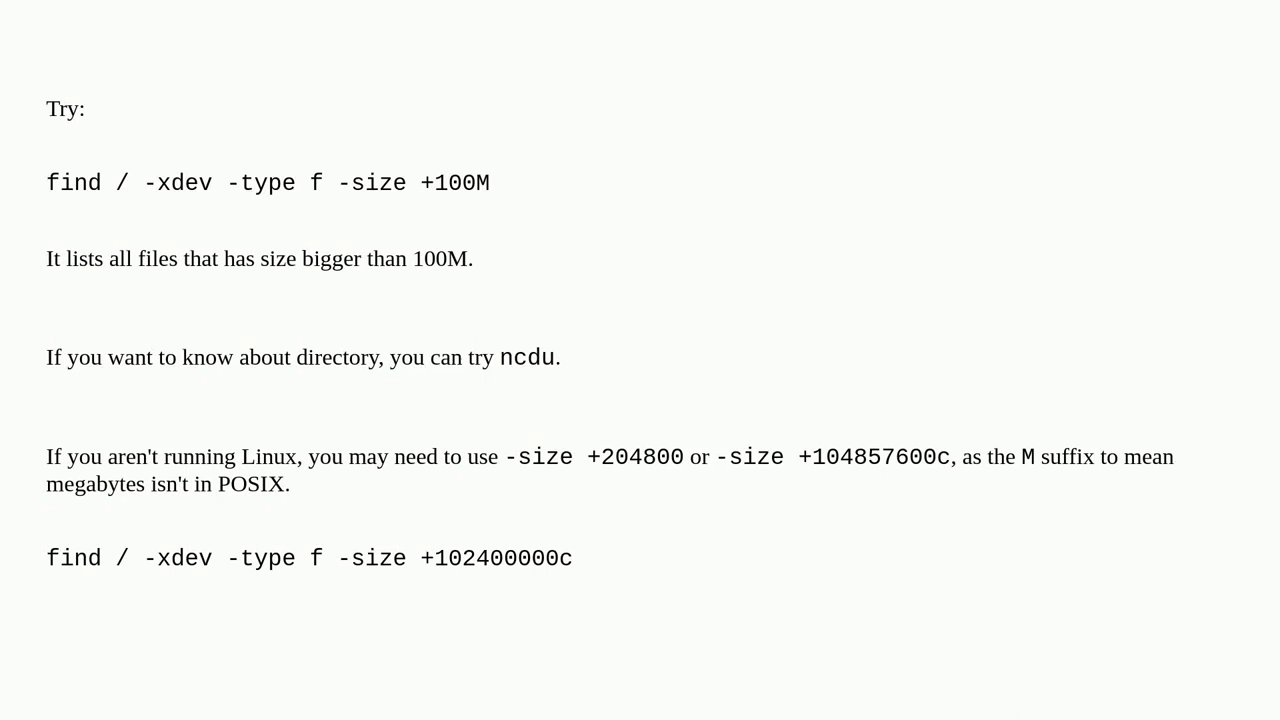 Try:
find / -xdev -type f -size +100M
It lists all files that has size bigger than 100M.
If you want to know about directory, you can try ncdu.
If you aren't running Linux, you may need to use -size +204800 or -size +104857600c, as the M suffix to mean
megabytes isn't in POSIX.
find / -xdev -type f -size +102400000c